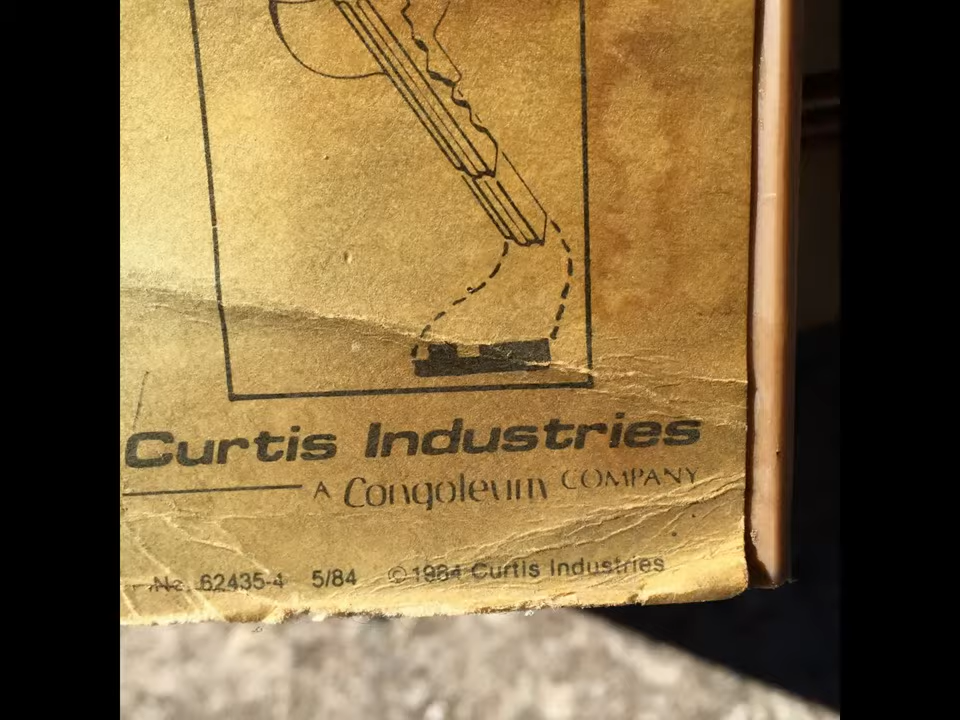 Curtis Industries
A Congoleum COMPANY
No. 62435-4 5/84 ©1984 Curtis Industries